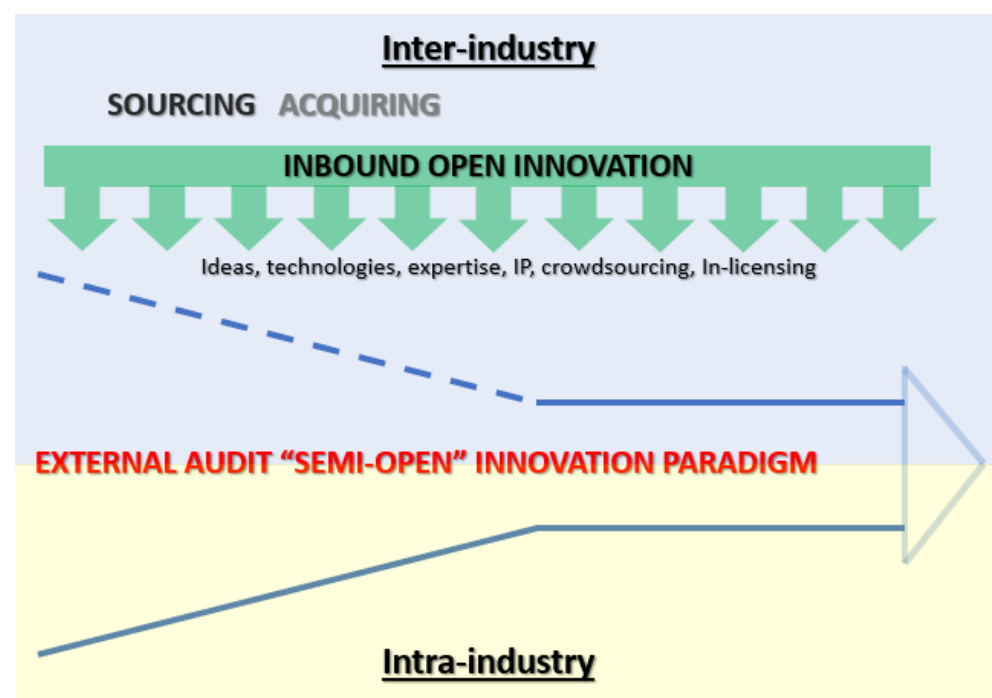 Inter-industry
SOURCING ACQUIRING
INBOUND OPEN INNOVATION
Ideas, technologies, expertise, IP, crowdsourcing, In-licensing
EXTERNAL AUDIT “SEMI-OPEN” INNOVATION PARADIGM
Intra-industry